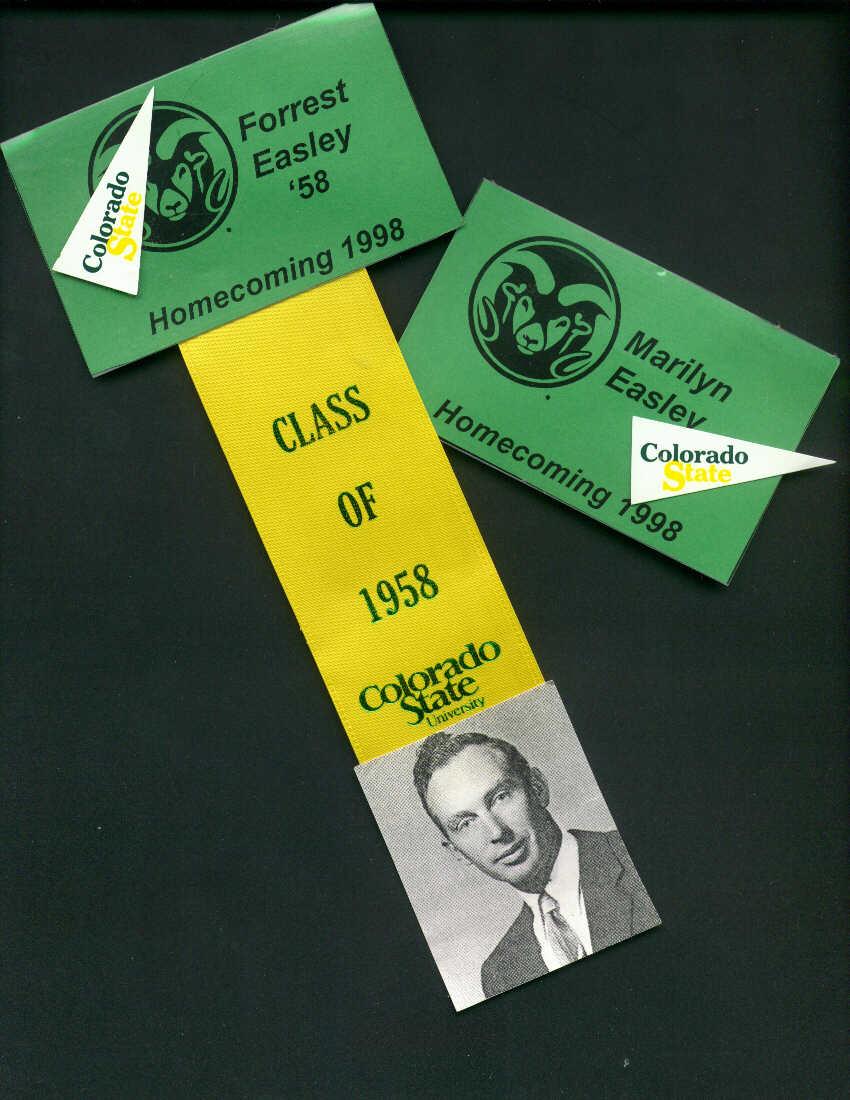 Forrest
Easley
'58
Colorado
State
Homecoming 1998
CLASS
OF
1958
Colorado
State
University
Marilyn
Easley
Homecoming 1998
Colorado
State